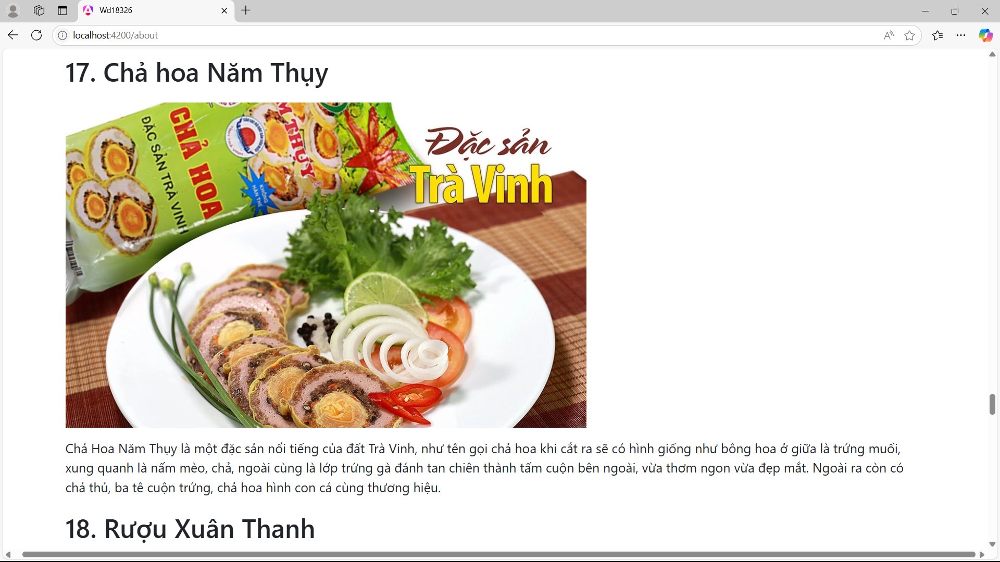 Wd18326
localhost:4200/about
17. Chả hoa Năm Thụy
CHẢ HOA
ĐẶC SẢN TRÀ VINH
M THỤY
KHÔNG
HÀN THE
Đặc sản
Trà Vinh
Chả Hoa Năm Thụy là một đặc sản nổi tiếng của đất Trà Vinh, như tên gọi chả hoa khi cắt ra sẽ có hình giống như bông hoa ở giữa là trứng muối,
xung quanh là nấm mèo, chả, ngoài cùng là lớp trứng gà đánh tan chiên thành tấm cuộn bên ngoài, vừa thơm ngon vừa đẹp mắt. Ngoài ra còn có
chả thủ, ba tê cuộn trứng, chả hoa hình con cá cùng thương hiệu.
18. Rượu Xuân Thanh